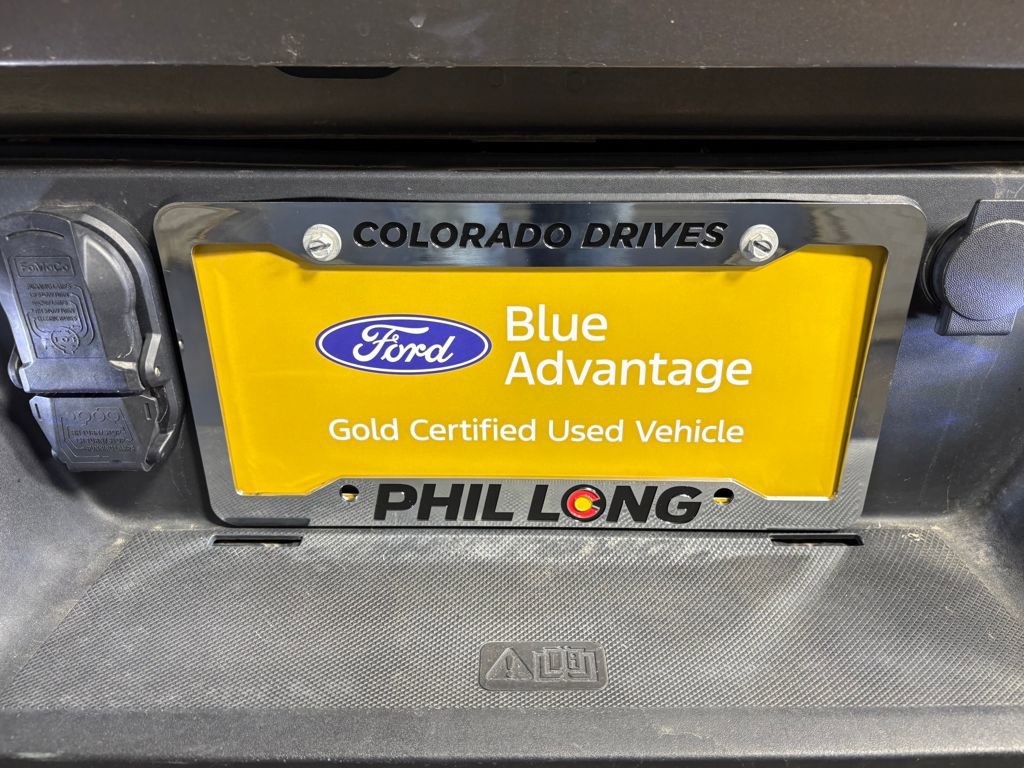 COLORADO DRIVES
Ford
Blue
Advantage
Gold Certified Used Vehicle
PHIL LONG